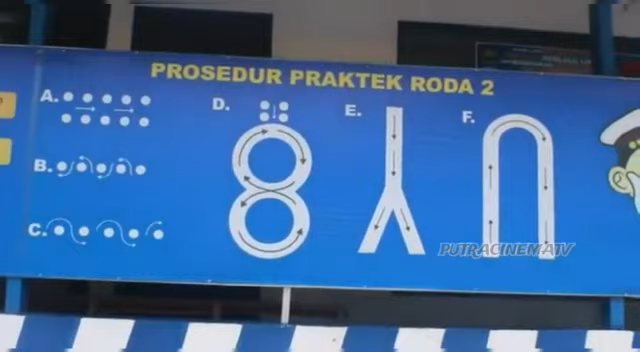 PROSEDUR PRAKTEK RODA 2
A.
B.
C.
D.
E.
F.
PUTRACINEMATV